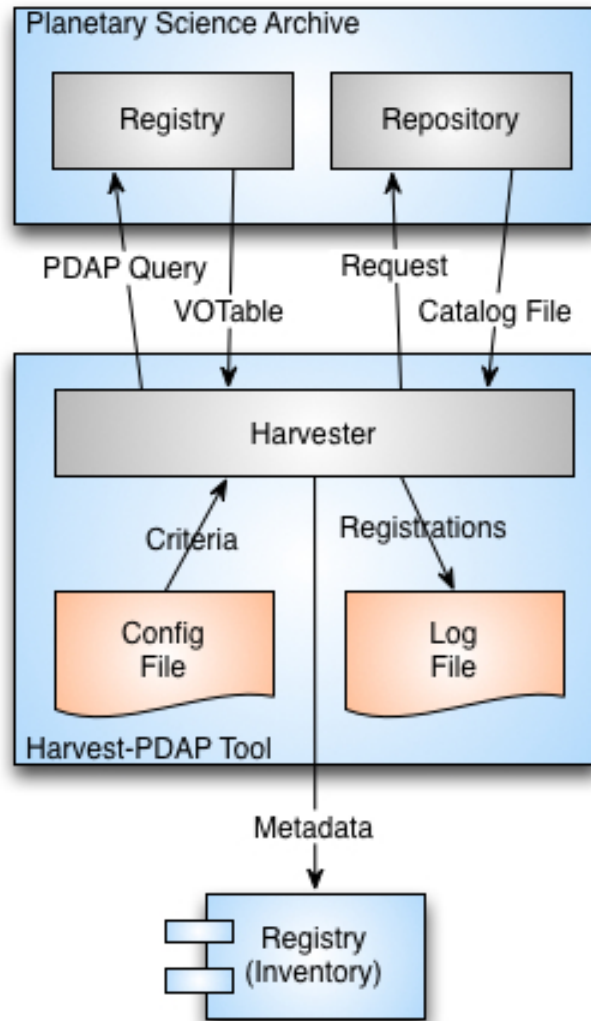 Planetary Science Archive
Registry
Repository
PDAP Query
Request
VOTable
Catalog File
Harvester
Criteria
Registrations
Config
File
Log
File
Harvest-PDAP Tool
Metadata
Registry
(Inventory)